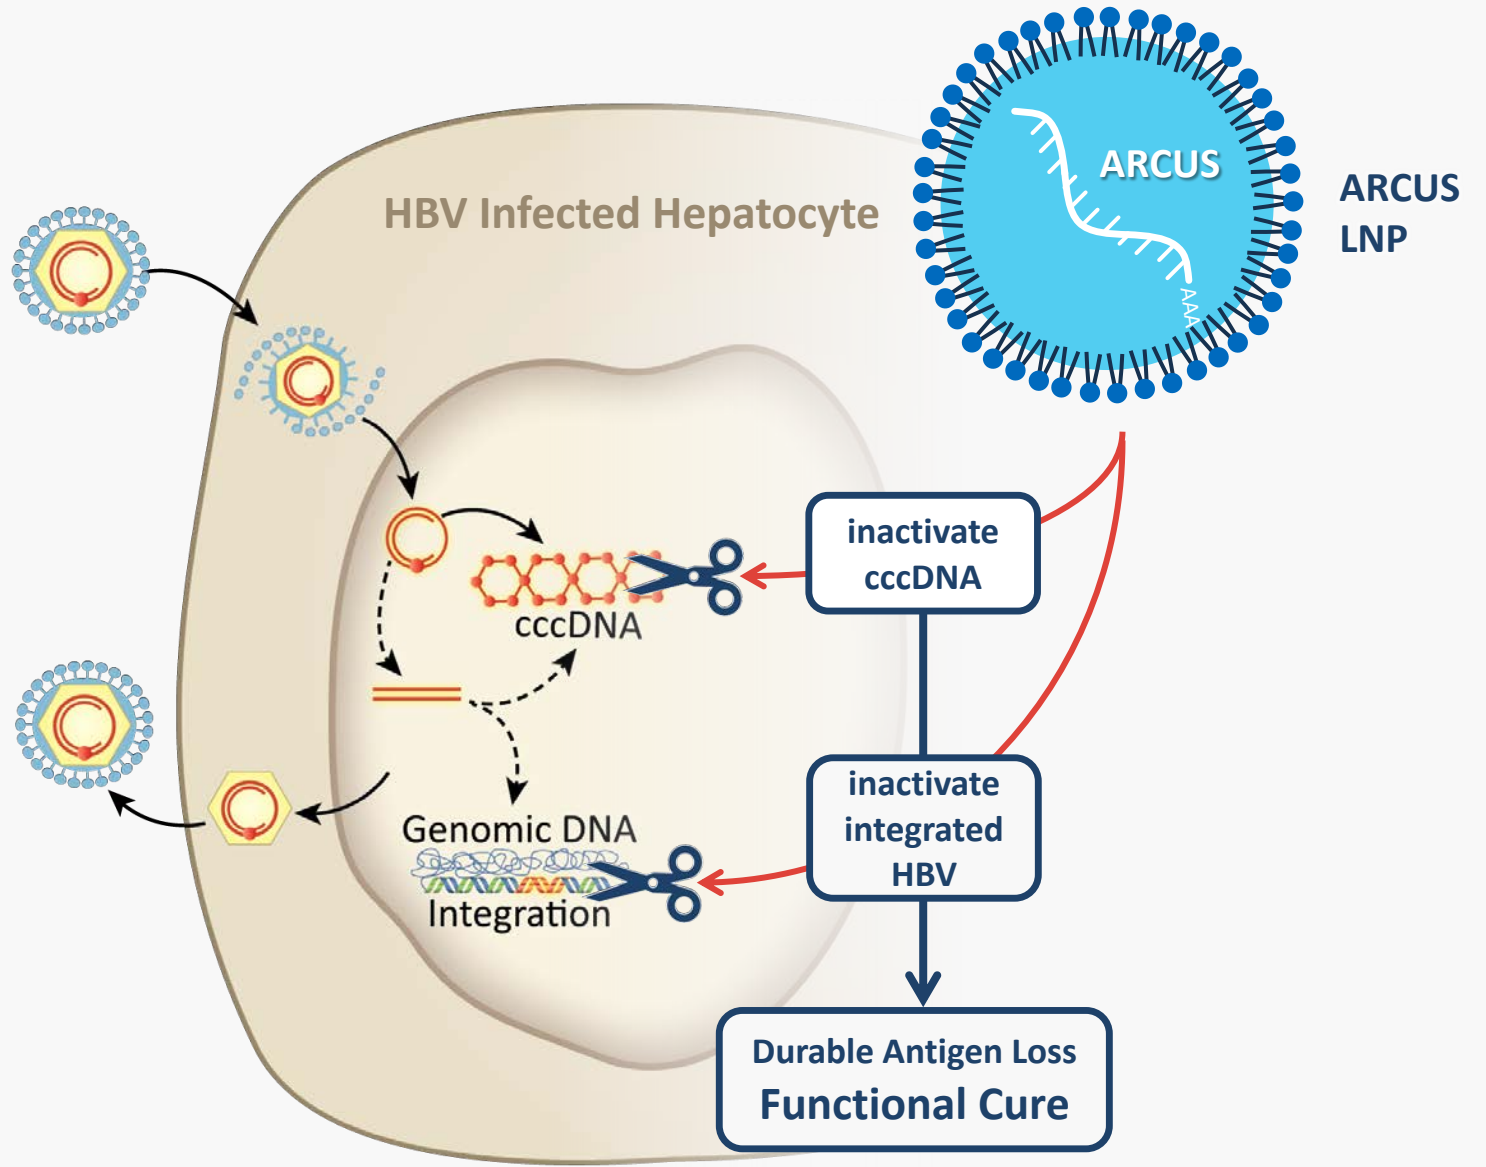 HBV Infected Hepatocyte
ARCUS
AAA
ARCUS
LNP
inactivate
cccDNA
cccDNA
inactivate
integrated
HBV
Genomic DNA
Integration
Durable Antigen Loss
Functional Cure